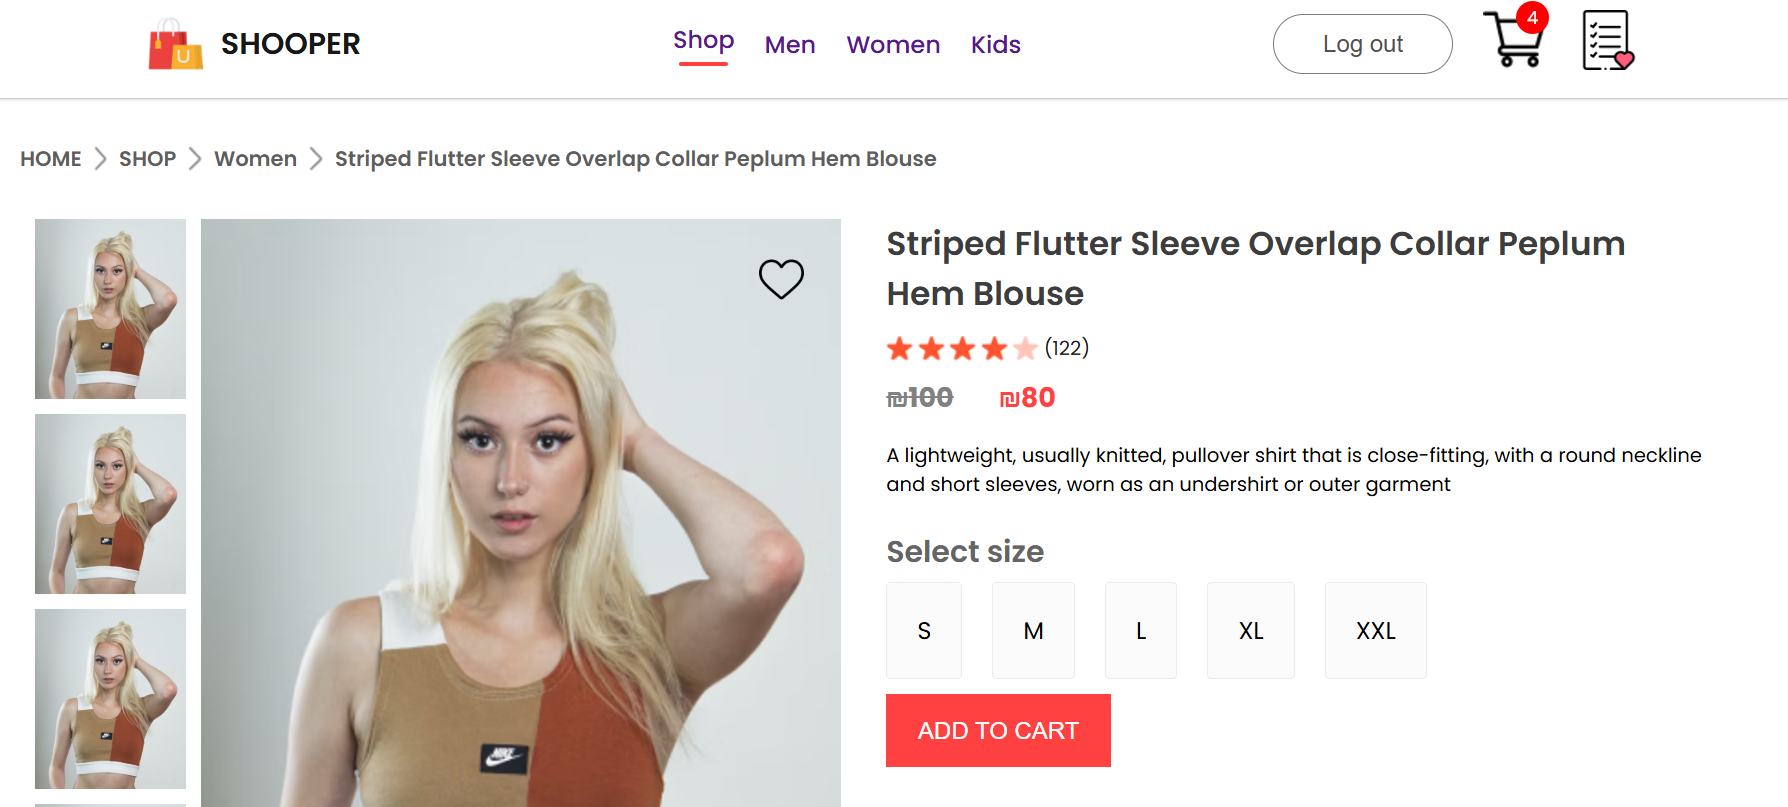 SHOOPER
Shop Men Women Kids
Log out
4
U
HOME SHOP Women Striped Flutter Sleeve Overlap Collar Peplum Hem Blouse
Striped Flutter Sleeve Overlap Collar Peplum
Hem Blouse
(122)
₪100 ₪80
A lightweight, usually knitted, pullover shirt that is close-fitting, with a round neckline
and short sleeves, worn as an undershirt or outer garment
Select size
S M L XL XXL
ADD TO CART
NIKE